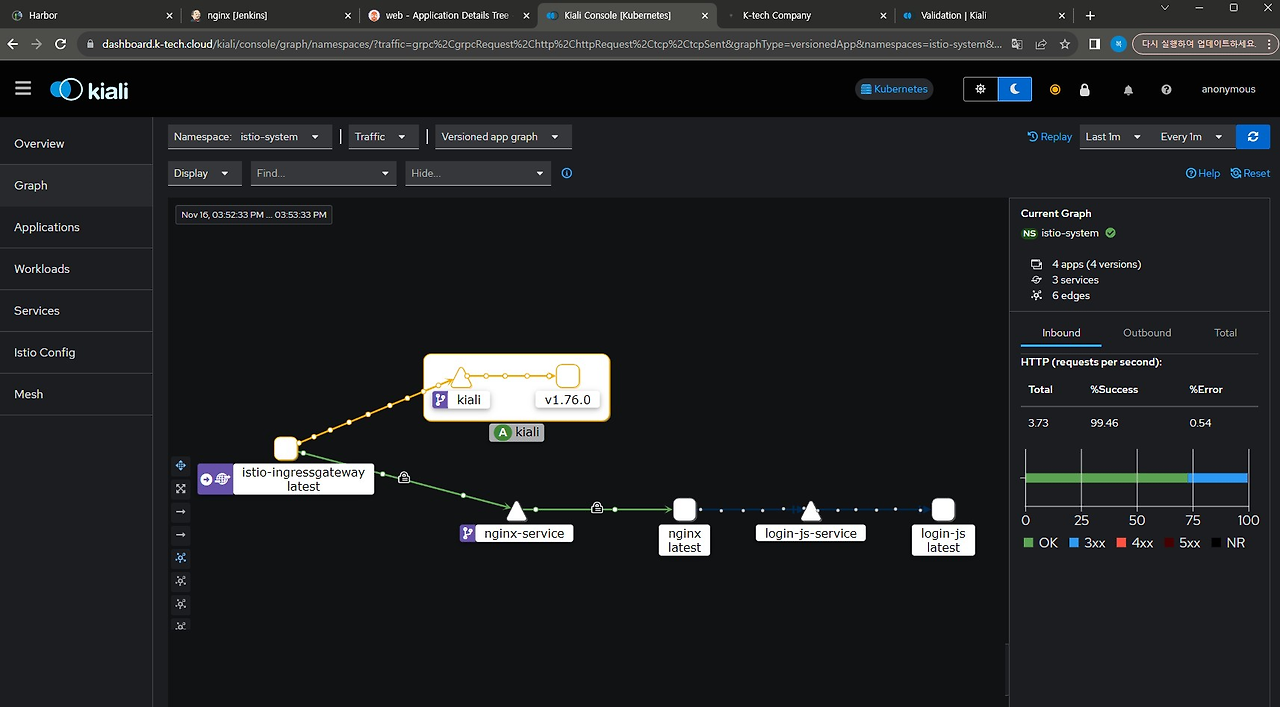 Harbor
nginx [Jenkins]
web - Application Details Tree
Kiali Console [Kubernetes]
K-tech Company
Validation | Kiali
dashboard.k-tech.cloud/kiali/console/graph/namespaces/?traffic=grpc%2CgrpcRequest%2Chttp%2ChttpRequest%2Ctcp%2CtcpSent&graphType=versionedApp&namespaces=istio-system&...
다시 실행하여 업데이트하세요.
kiali
Kubernetes
anonymous
Overview
Graph
Applications
Workloads
Services
Istio Config
Mesh
Namespace: istio-system
Traffic
Versioned app graph
Replay
Last 1m
Every 1m
Display
Find...
Hide...
Help
Reset
Nov 16, 03:52:33 PM ... 03:53:33 PM
kiali
v1.76.0
A kiali
istio-ingressgateway
latest
nginx-service
nginx
latest
login-js-service
login-js
latest
Current Graph
NS istio-system
4 apps (4 versions)
3 services
6 edges
Inbound
Outbound
Total
HTTP (requests per second):
Total %Success %Error
3.73 99.46 0.54
0 25 50 75 100
OK 3xx 4xx 5xx NR